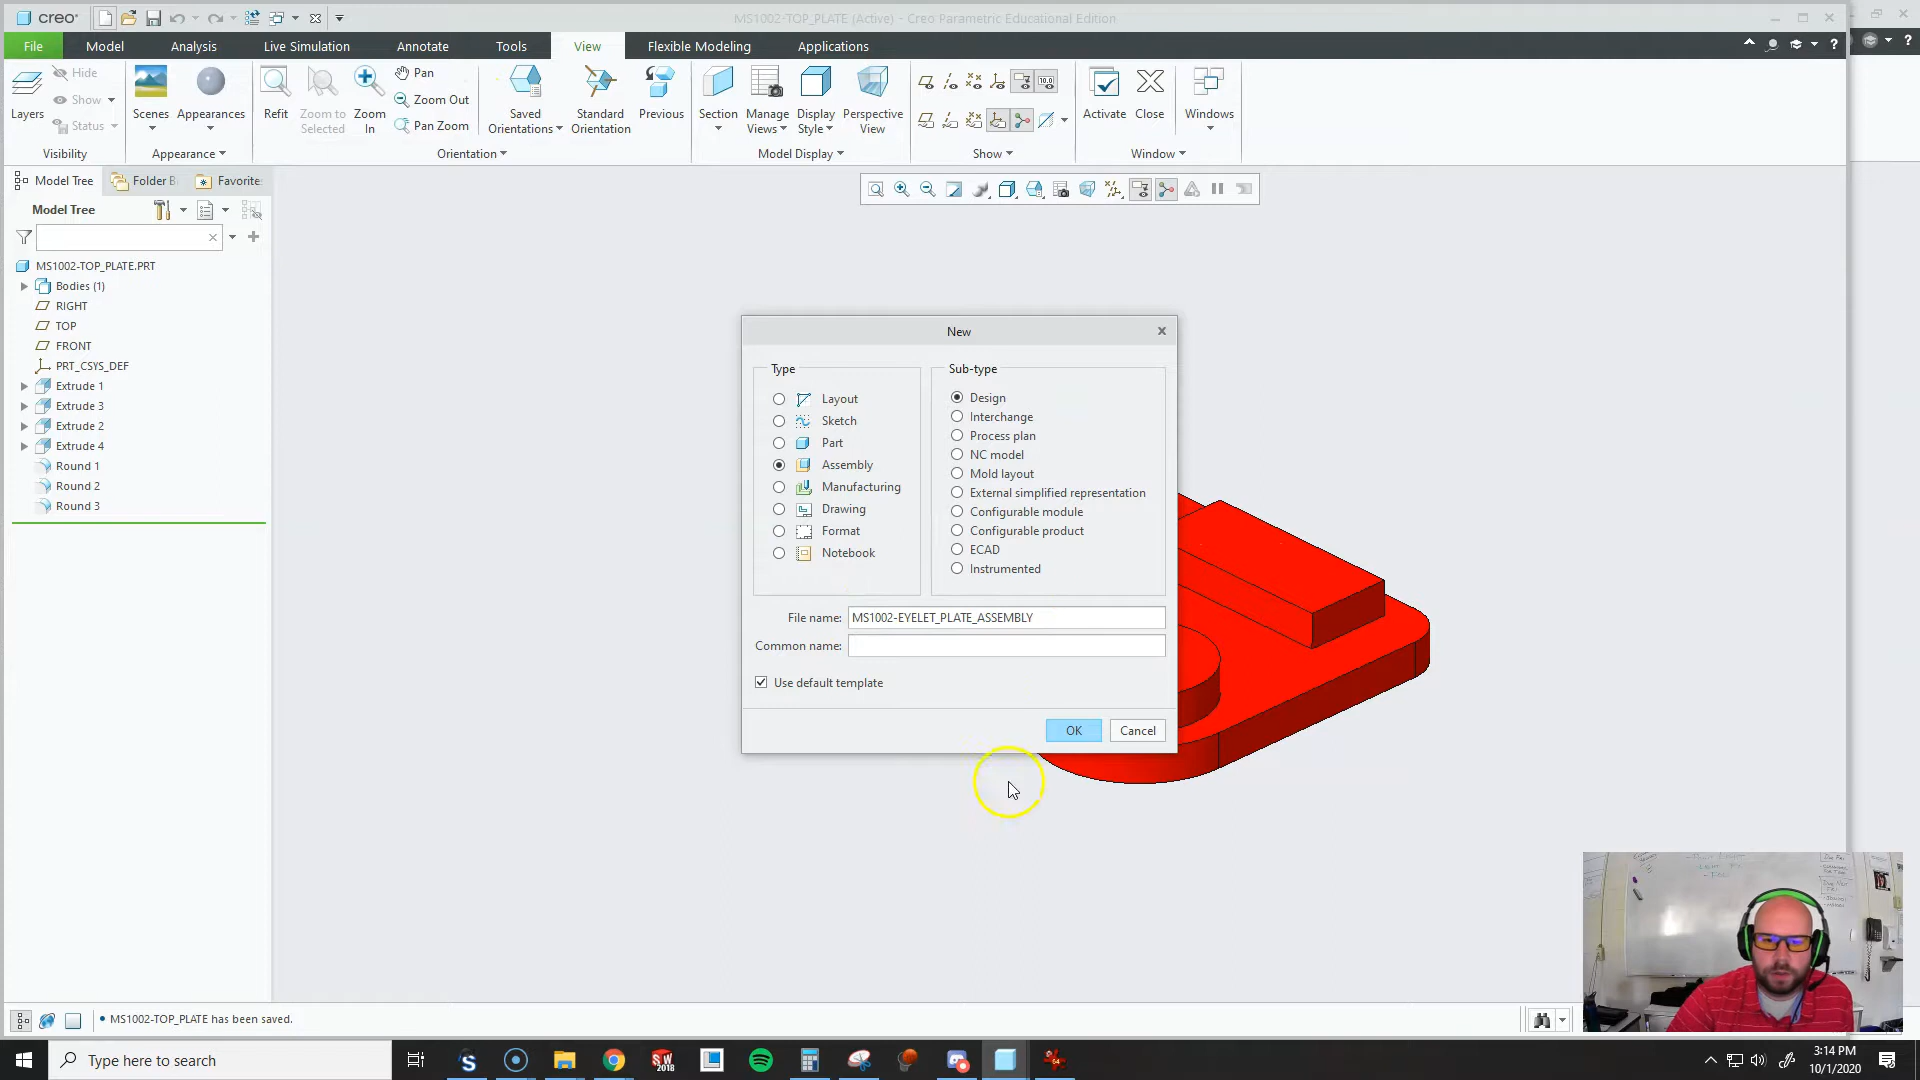 creo
MS1002-TOP_PLATE (Active) - Creo Parametric Educational Edition
File Model Analysis Live Simulation Annotate Tools View Flexible Modeling Applications
Layers
Hide
Show
Status
Visibility
Scenes
Appearances
Appearance
Refit
Zoom to
Selected
Zoom
In
Pan
Zoom Out
Pan Zoom
Saved
Orientations
Standard
Orientation
Previous
Orientation
Section
Manage
Views
Display
Style
Perspective
View
Model Display
Show
Activate
Close
Windows
Window
Model Tree
Folder B
Favorite
Model Tree
MS1002-TOP_PLATE.PRT
Bodies (1)
RIGHT
TOP
FRONT
PRT_CSYS_DEF
Extrude 1
Extrude 3
Extrude 2
Extrude 4
Round 1
Round 2
Round 3
New
Type
Layout
Sketch
Part
Assembly
Manufacturing
Drawing
Format
Notebook
Sub-type
Design
Interchange
Process plan
NC model
Mold layout
External simplified representation
Configurable module
Configurable product
ECAD
Instrumented
File name: MS1002-EYELET_PLATE_ASSEMBLY
Common name:
Use default template
OK
Cancel
MS1002-TOP_PLATE has been saved.
Type here to search
3:14 PM
10/1/2020